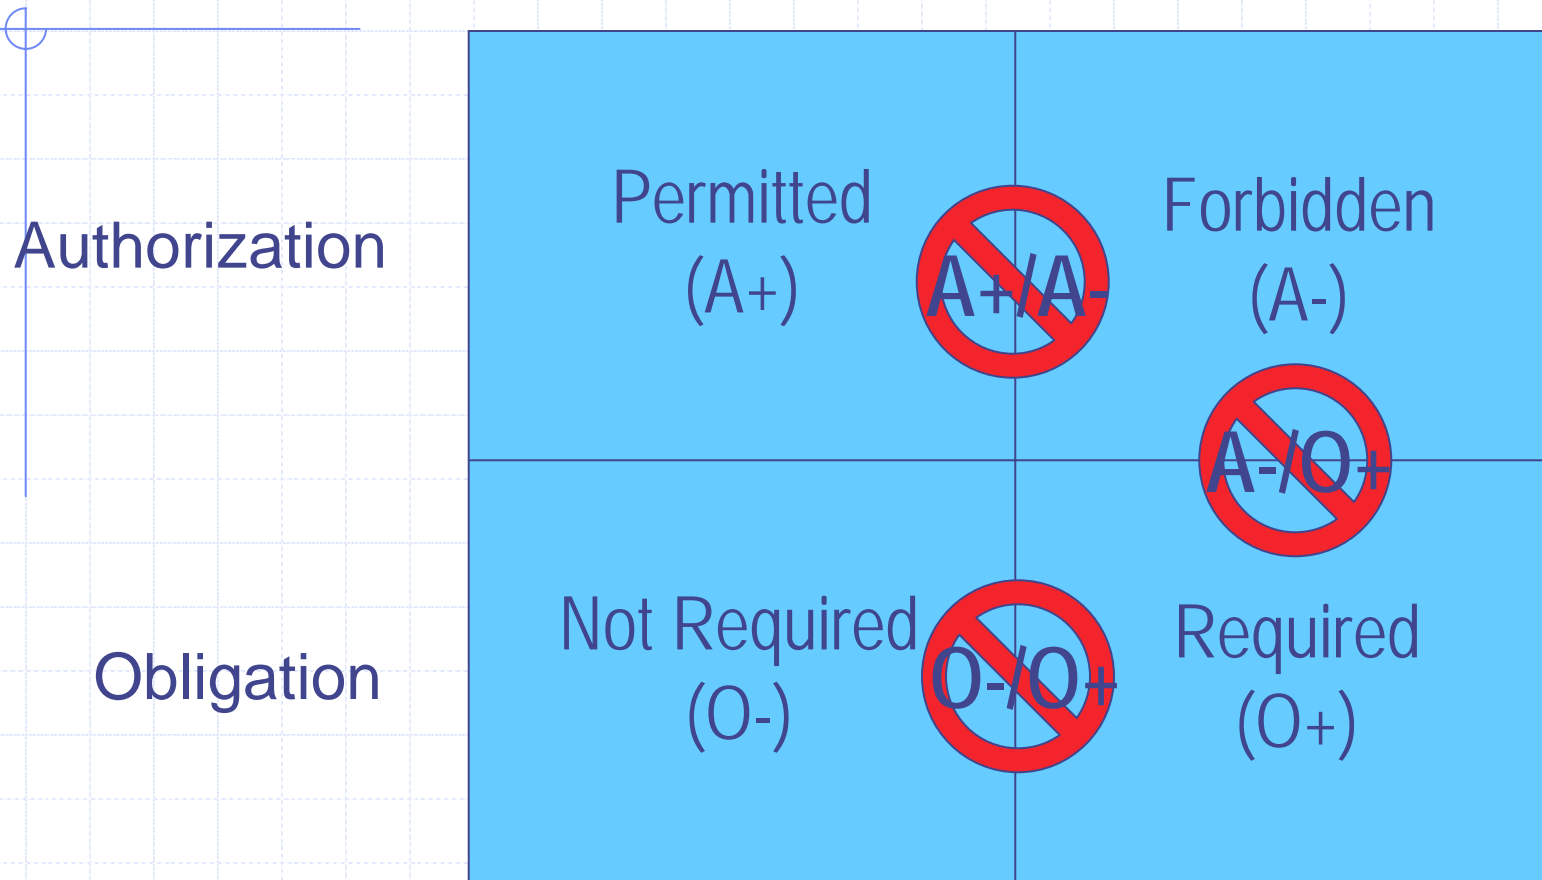 Authorization
Permitted
(A+)
A+/A-
Forbidden
(A-)
A-/O+
Obligation
Not Required
(O-)
O-/O+
Required
(O+)